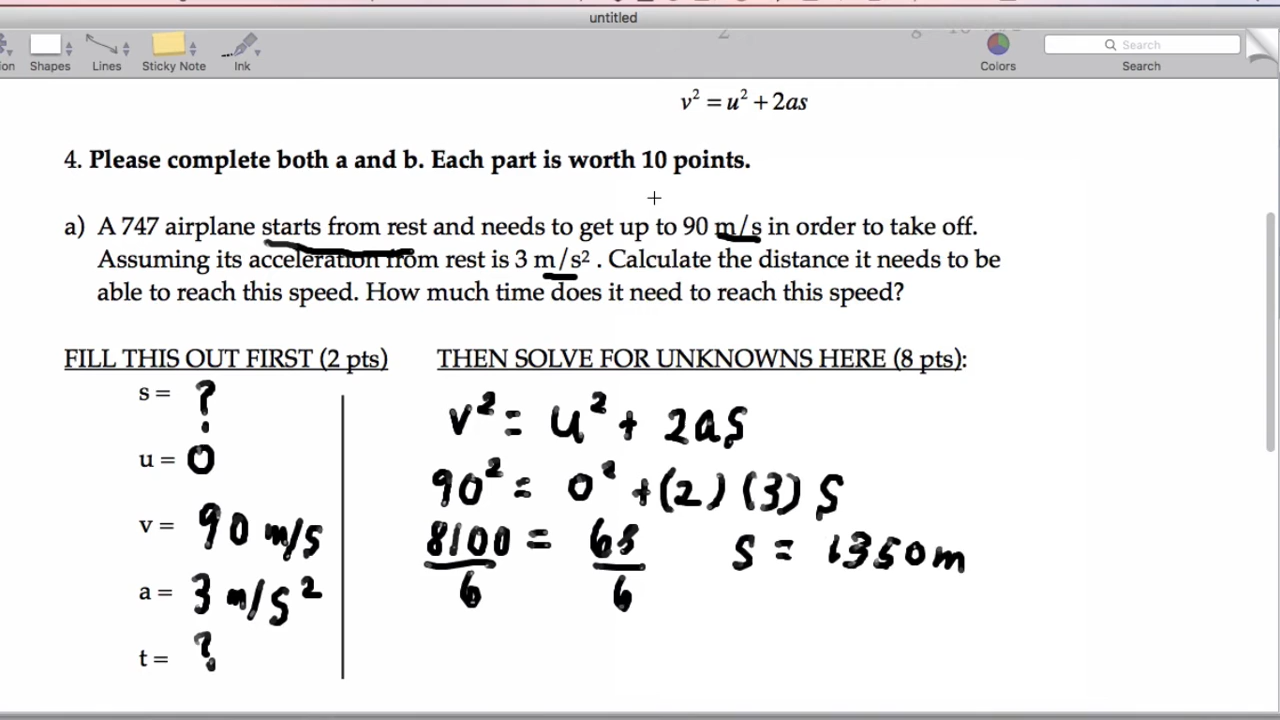 untitled
Shapes Lines Sticky Note Ink Colors Search
Search
v² = u² + 2as
4. Please complete both a and b. Each part is worth 10 points.
a) A 747 airplane starts from rest and needs to get up to 90 m/s in order to take off.
Assuming its acceleration from rest is 3 m/s² . Calculate the distance it needs to be
able to reach this speed. How much time does it need to reach this speed?
FILL THIS OUT FIRST (2 pts) THEN SOLVE FOR UNKNOWNS HERE (8 pts):
s = ?
u = 0
v = 90 m/s
a = 3 m/s²
t = ?
v² = u² + 2as
90² = 0² + (2) (3) s
8100 = 6s
6 6
s = 1350m